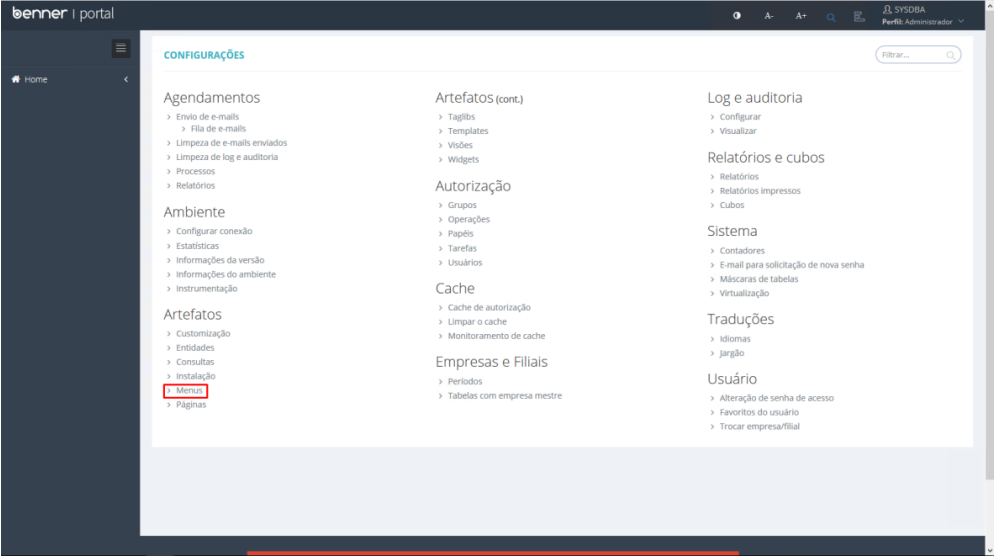 benner | portal
A-
A+
SYSDBA
Perfil: Administrador
Home
CONFIGURAÇÕES
Filtrar...
Agendamentos
Envio de e-mails
Fila de e-mails
Limpeza de e-mails enviados
Limpeza de log e auditoria
Processos
Relatórios
Ambiente
Configurar conexão
Estatísticas
Informações da versão
Informações do ambiente
Instrumentação
Artefatos
Customização
Entidades
Consultas
Instalação
Menus
Páginas
Artefatos (cont.)
Taglibs
Templates
Visões
Widgets
Autorização
Grupos
Operações
Papéis
Tarefas
Usuários
Cache
Cache de autorização
Limpar o cache
Monitoramento de cache
Empresas e Filiais
Períodos
Tabelas com empresa mestre
Log e auditoria
Configurar
Visualizar
Relatórios e cubos
Relatórios
Relatórios impressos
Cubos
Sistema
Contadores
E-mail para solicitação de nova senha
Máscaras de tabelas
Virtualização
Traduções
Idiomas
Jargão
Usuário
Alteração de senha de acesso
Favoritos do usuário
Trocar empresa/filial